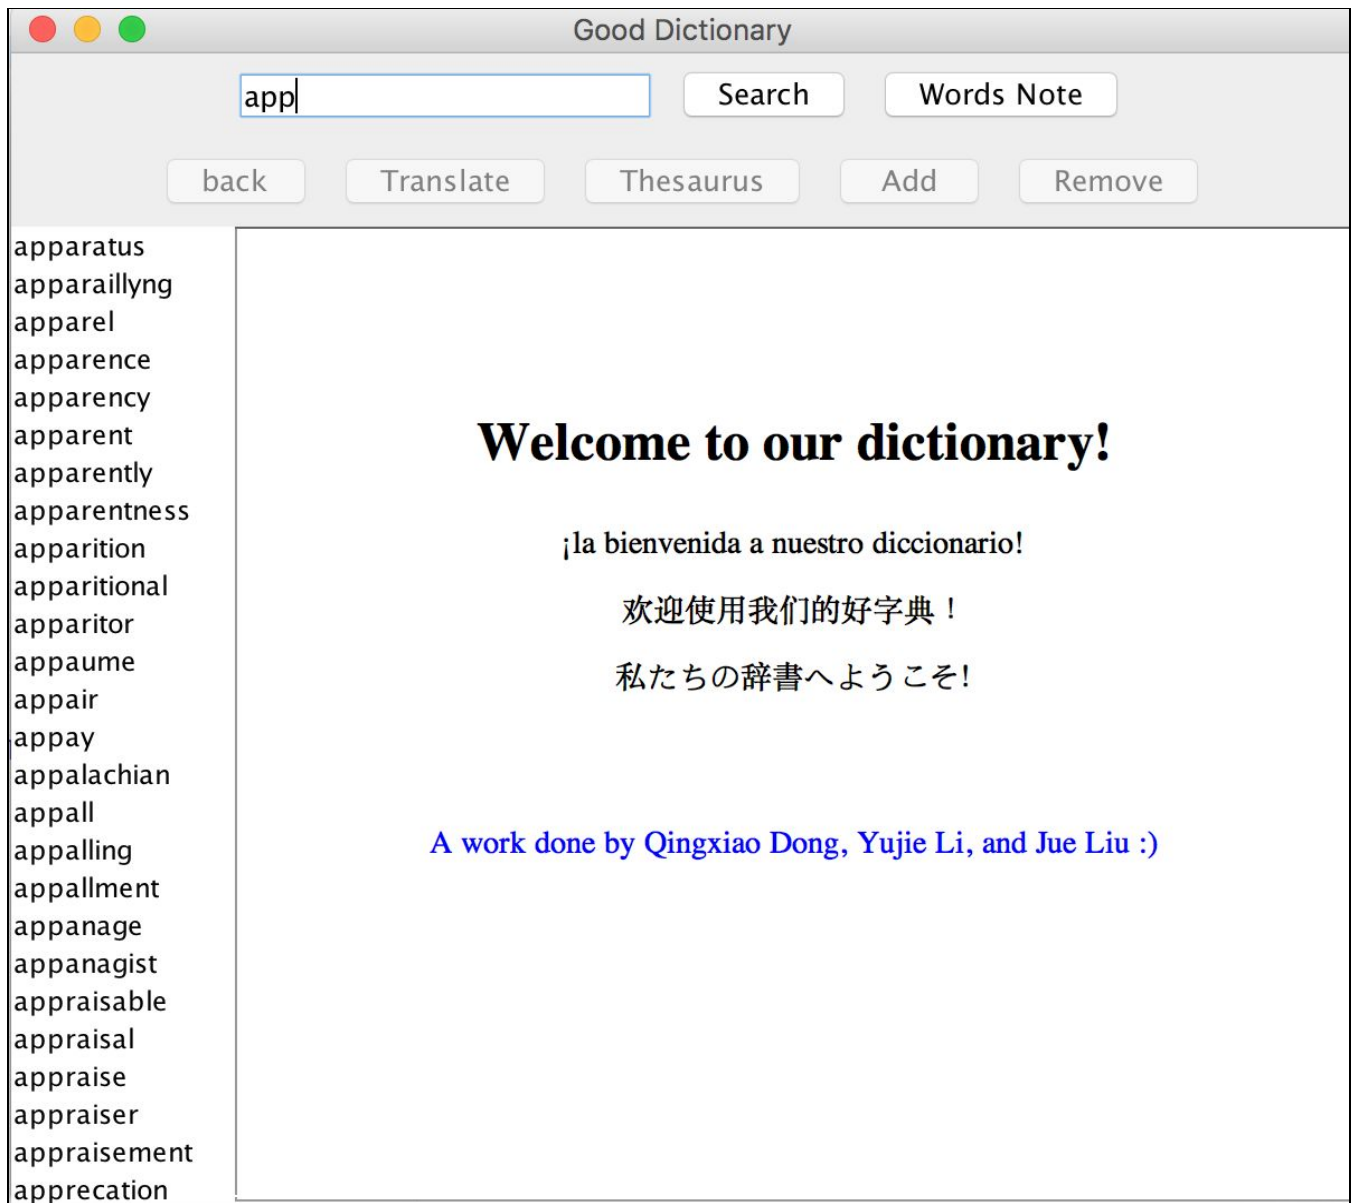 Good Dictionary
app
Search
Words Note
back
Translate
Thesaurus
Add
Remove
apparatus
apparaillyng
apparel
apparence
apparency
apparent
apparently
apparentness
apparition
apparitional
apparitor
appaume
appair
appay
appalachian
appall
appalling
appallment
appanage
appanagist
appraisable
appraisal
appraise
appraiser
appraisement
apprecation
Welcome to our dictionary!
¡la bienvenida a nuestro diccionario!
欢迎使用我们的好字典！
私たちの辞書へようこそ!
A work done by Qingxiao Dong, Yujie Li, and Jue Liu :)